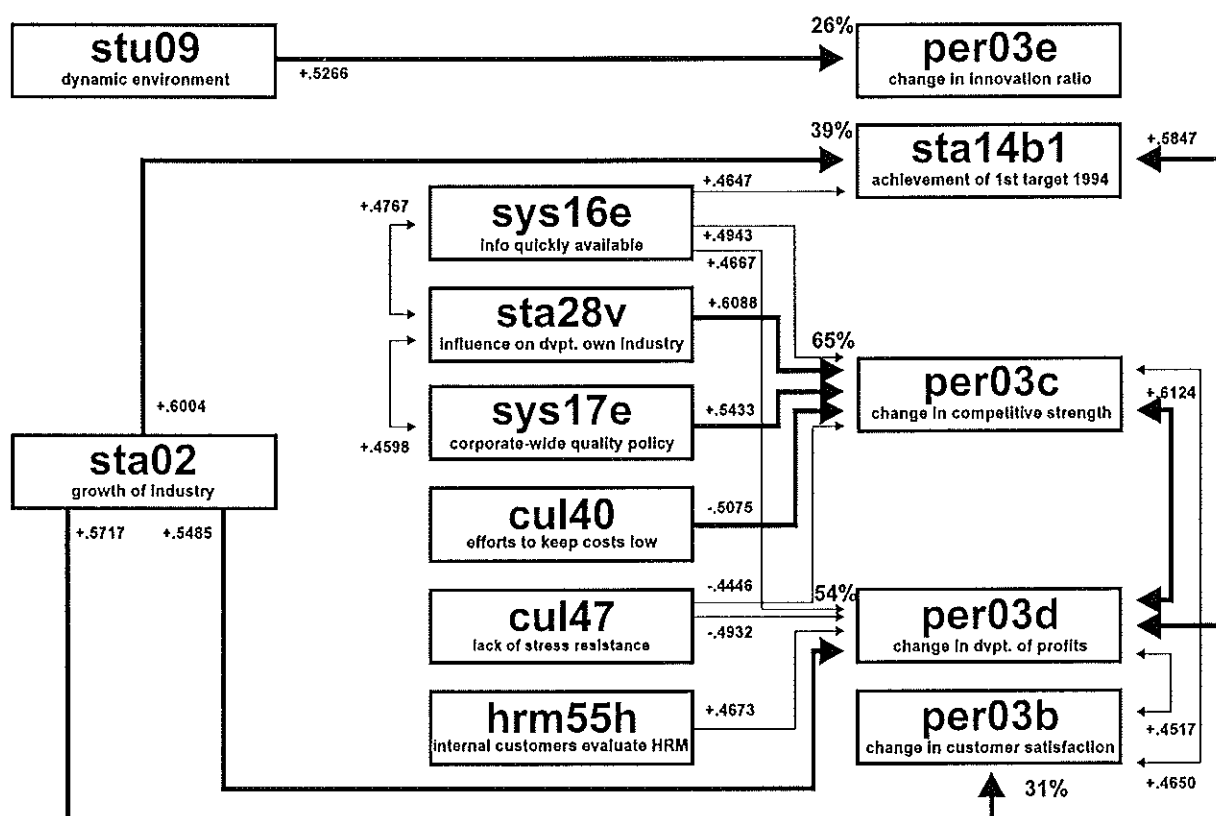 stu09
dynamic environment
+.5266
26%
per03e
change in innovation ratio
39%
sta14b1
achievement of 1st target 1994
+.5847
+.4767
sys16e
info quickly available
+.4647
+.4943
+.4667
sta28v
influence on dvpt. own industry
+.6088
65%
per03c
change in competitive strength
+.6124
sys17e
corporate-wide quality policy
+.5433
+.4598
+.6004
sta02
growth of industry
+.5717
+.5485
cul40
efforts to keep costs low
-.5075
cul47
lack of stress resistance
-.4446
-.4932
54%
per03d
change in dvpt. of profits
hrm55h
internal customers evaluate HRM
+.4673
per03b
change in customer satisfaction
+.4517
+.4650
31%